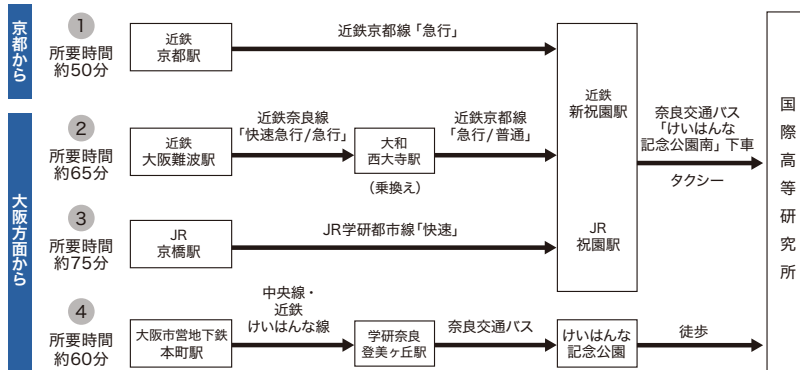 京都から
①
所要時間
約50分
近鉄
京都駅
近鉄京都線「急行」
大阪方面から
②
所要時間
約65分
近鉄
大阪難波駅
近鉄奈良線
「快速急行/急行」
大和
西大寺駅
(乗換え)
近鉄京都線
「急行/普通」
③
所要時間
約75分
JR
京橋駅
JR学研都市線「快速」
近鉄
新祝園駅
JR
祝園駅
奈良交通バス
「けいはんな
記念公園南」下車
タクシー
④
所要時間
約60分
大阪市営地下鉄
本町駅
中央線・
近鉄
けいはんな線
学研奈良
登美ヶ丘駅
奈良交通バス
けいはんな
記念公園
徒歩
国際高等研究所